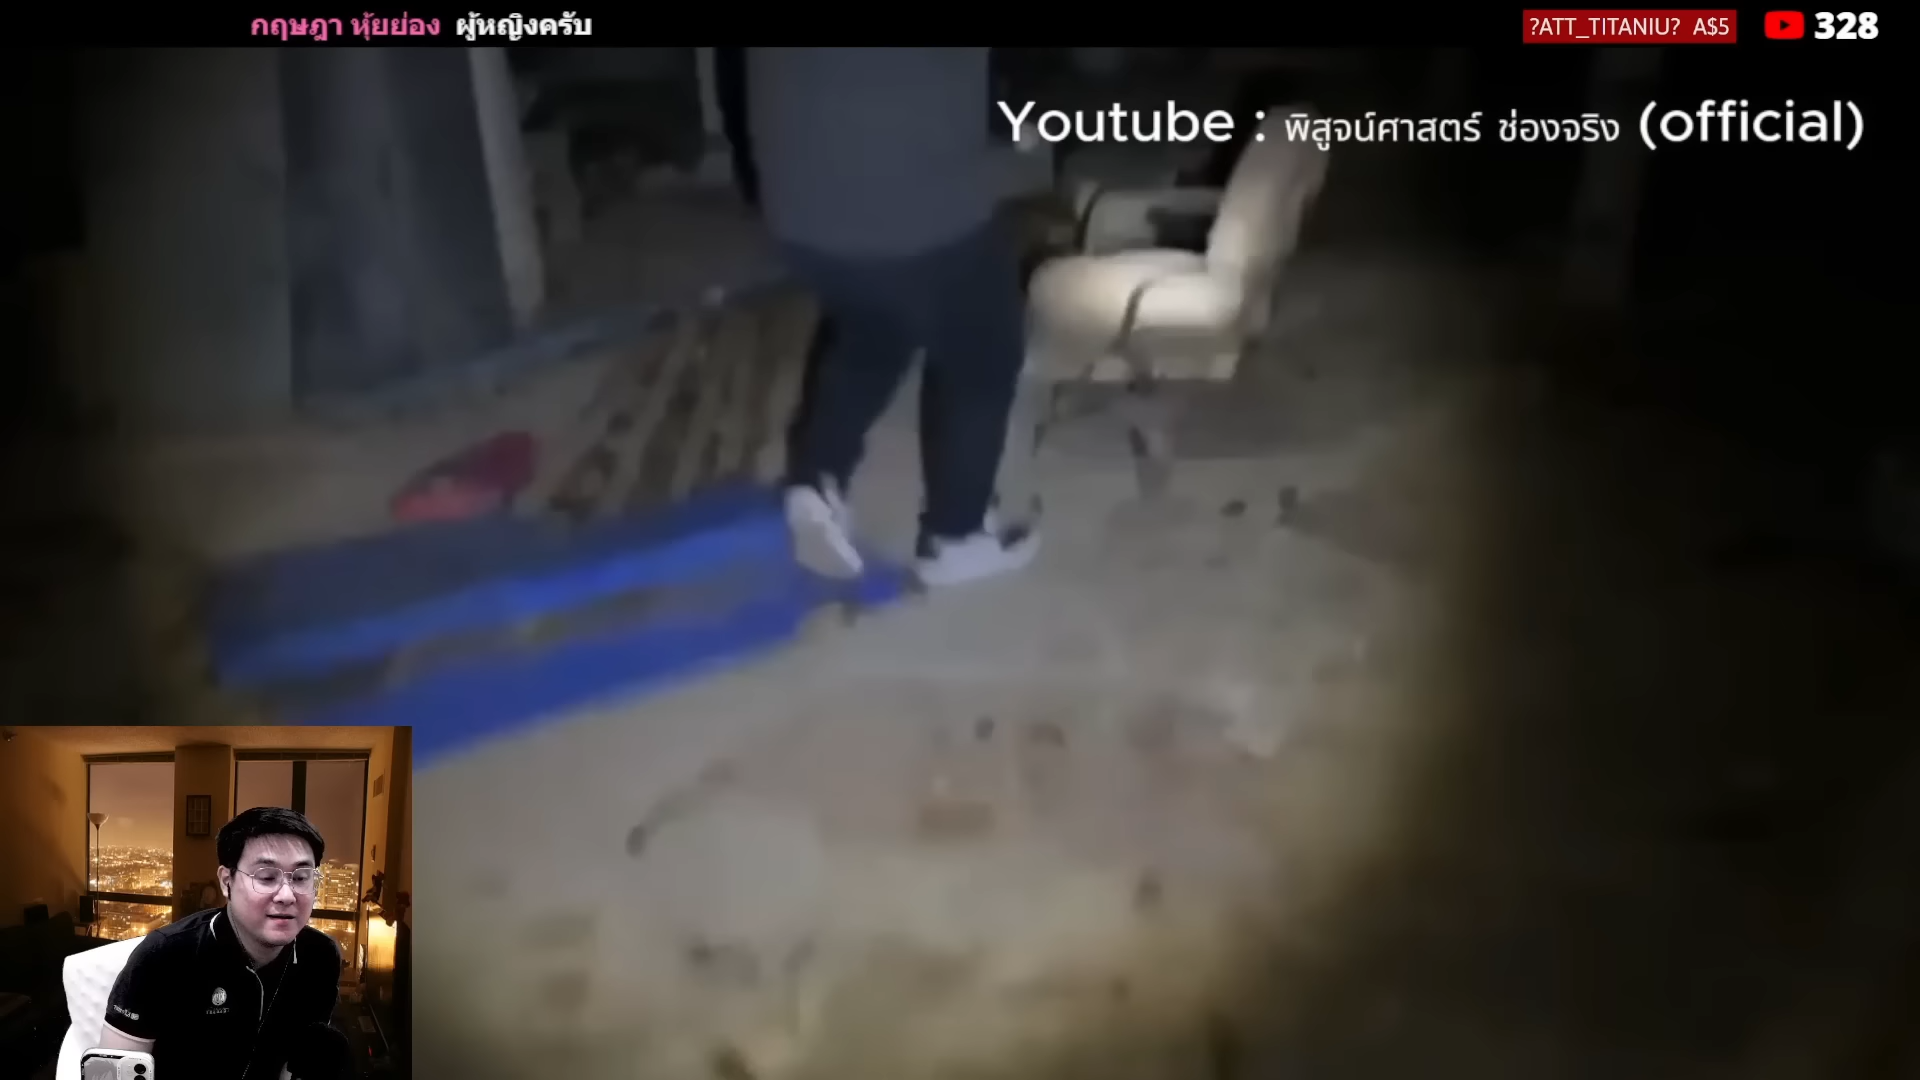 กฤษฎา หุ้ยย่อง ผู้หญิงครับ
?ATT_TITANIU? A$5
328
Youtube : พิสูจน์ศาสตร์ ช่องจริง (official)